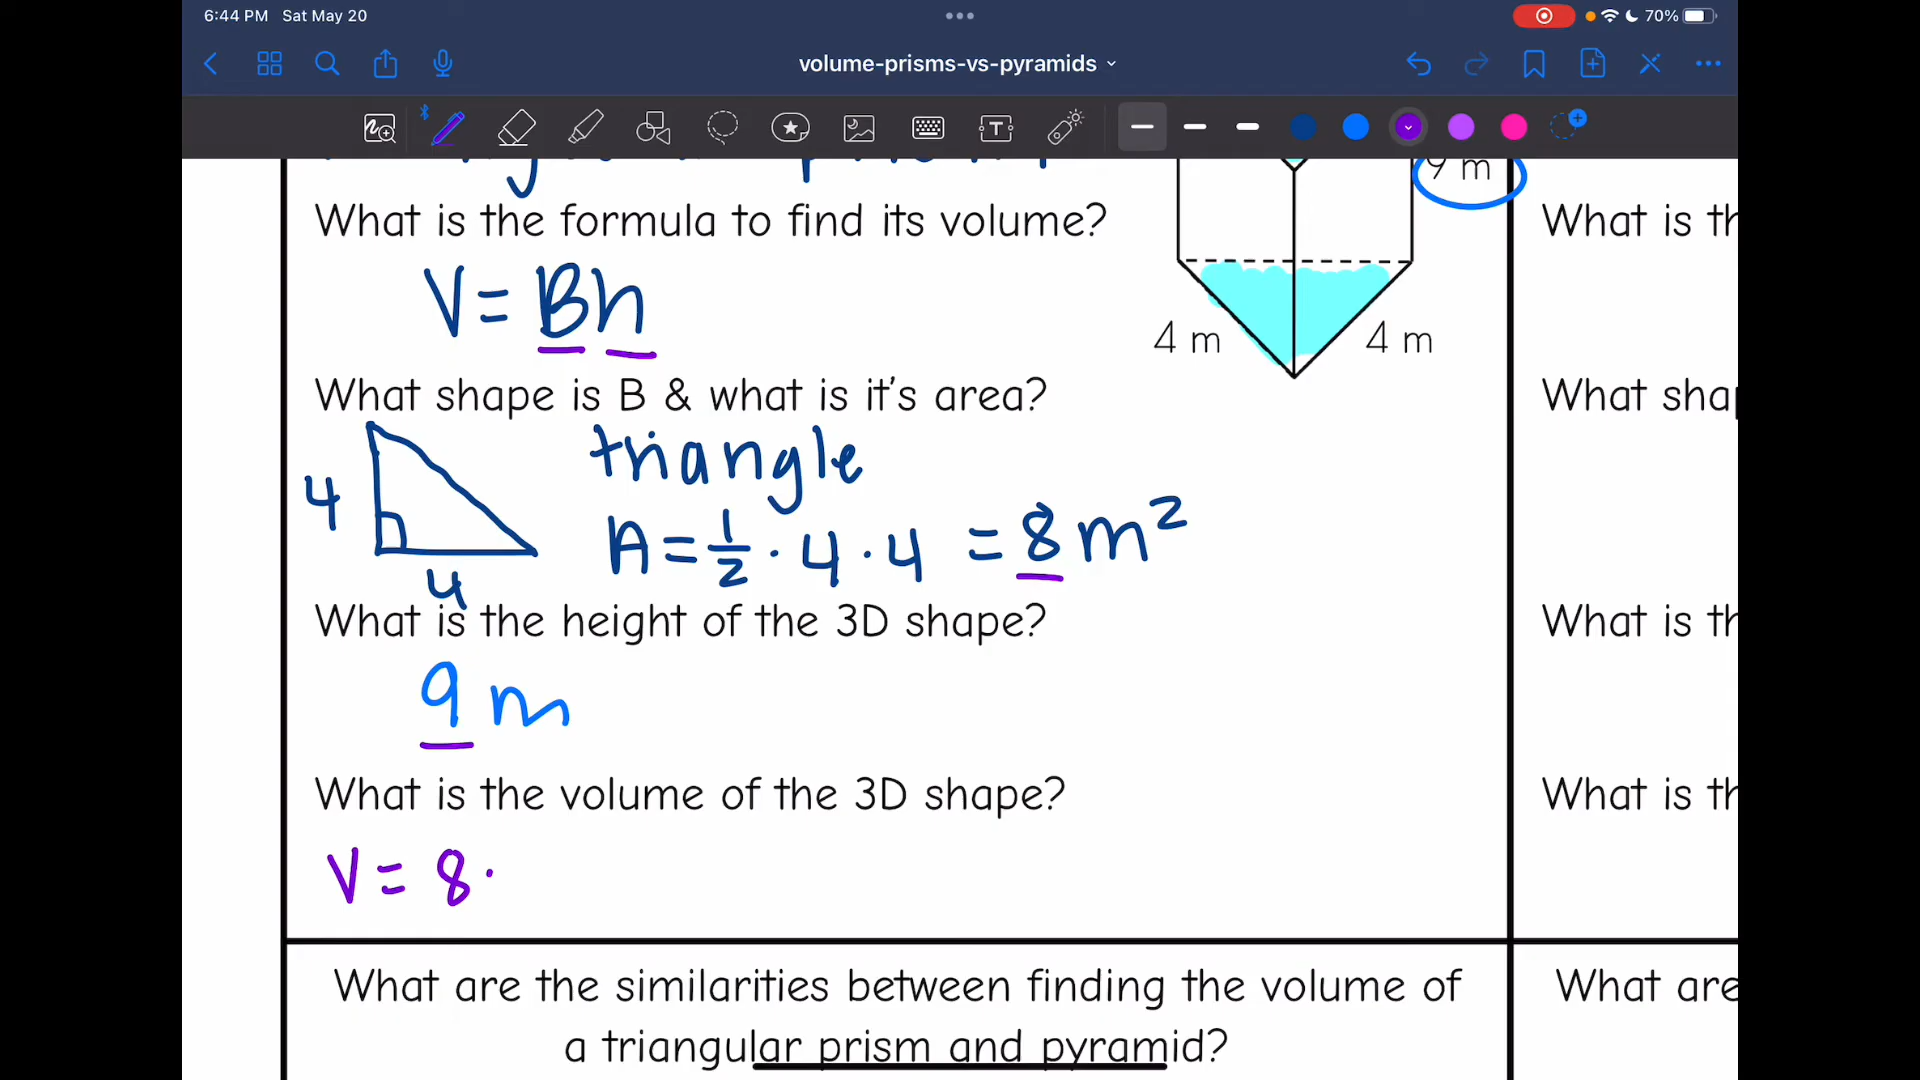 6:44 PM Sat May 20
70%
volume-prisms-vs-pyramids
9 m
What is the formula to find its volume?
What is th
V = Bh
4 m
4 m
What shape is B & what is it's area?
What shap
triangle
4
A = 1/2 · 4 · 4 = 8 m²
4
What is the height of the 3D shape?
What is th
9 m
What is the volume of the 3D shape?
What is th
V = 8 ·
What are the similarities between finding the volume of
a triangular prism and pyramid?
What are